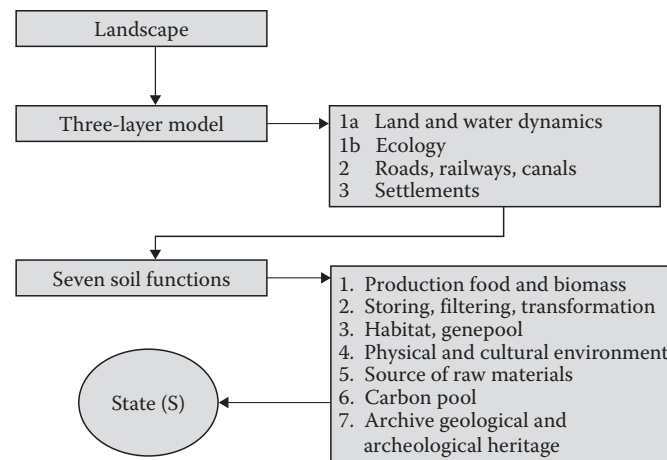 Landscape
Three-layer model
1a Land and water dynamics
1b Ecology
2 Roads, railways, canals
3 Settlements
Seven soil functions
1. Production food and biomass
2. Storing, filtering, transformation
3. Habitat, genepool
4. Physical and cultural environment
5. Source of raw materials
6. Carbon pool
7. Archive geological and
archeological heritage
State (S)